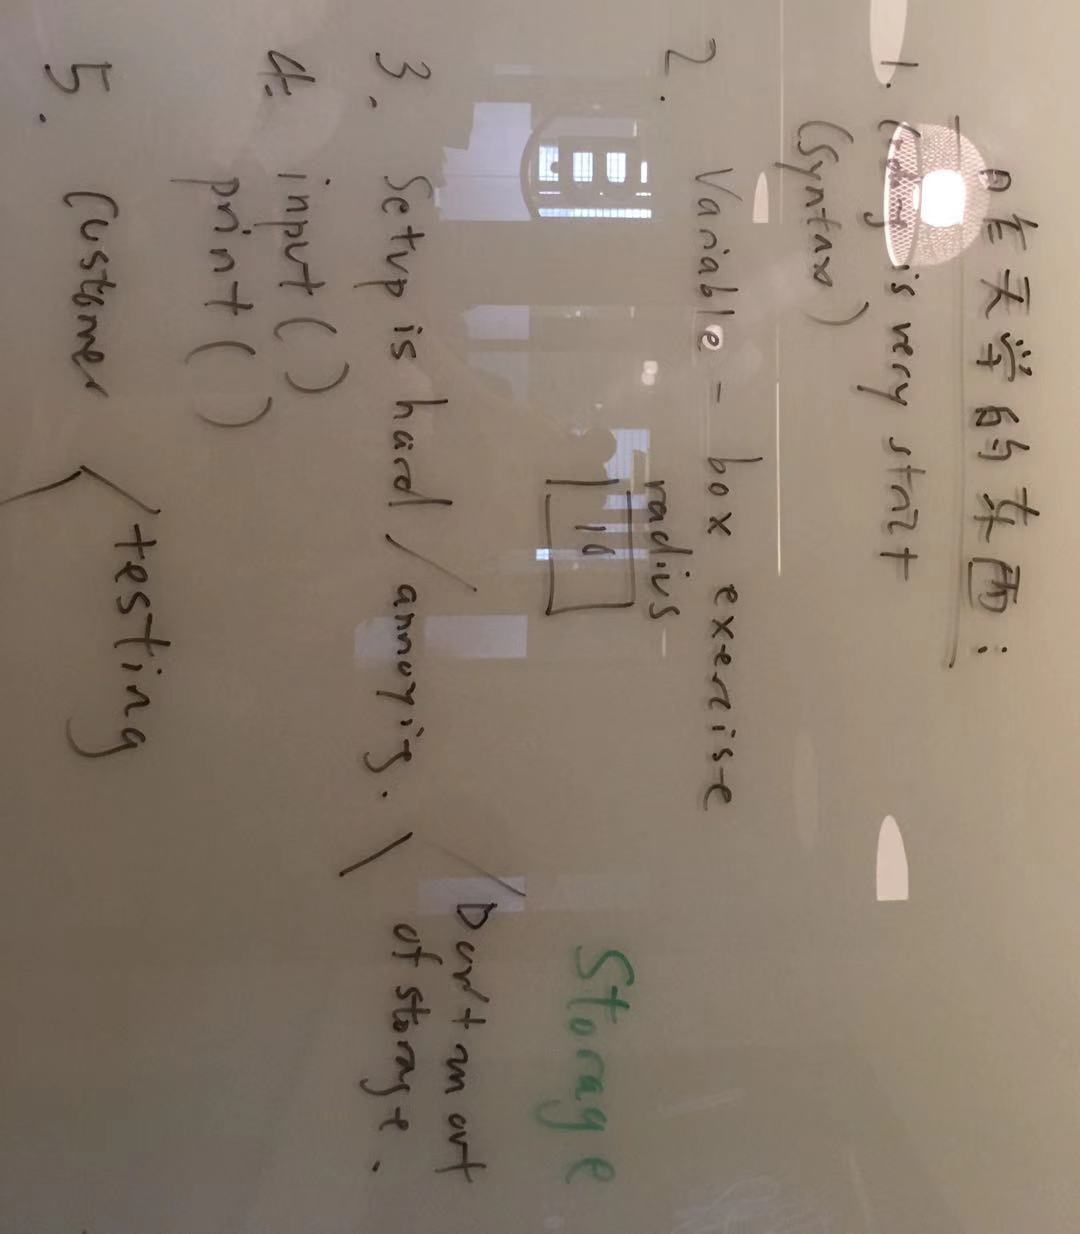 昨天学的东西:
1. Coding is very strict
(syntax)
2. Variable - box exercise
radius
10
Storage
3. Setup is hard / annoying.
Don't run out
of storage.
4. input ( )
print ( )
5. Customer
testing